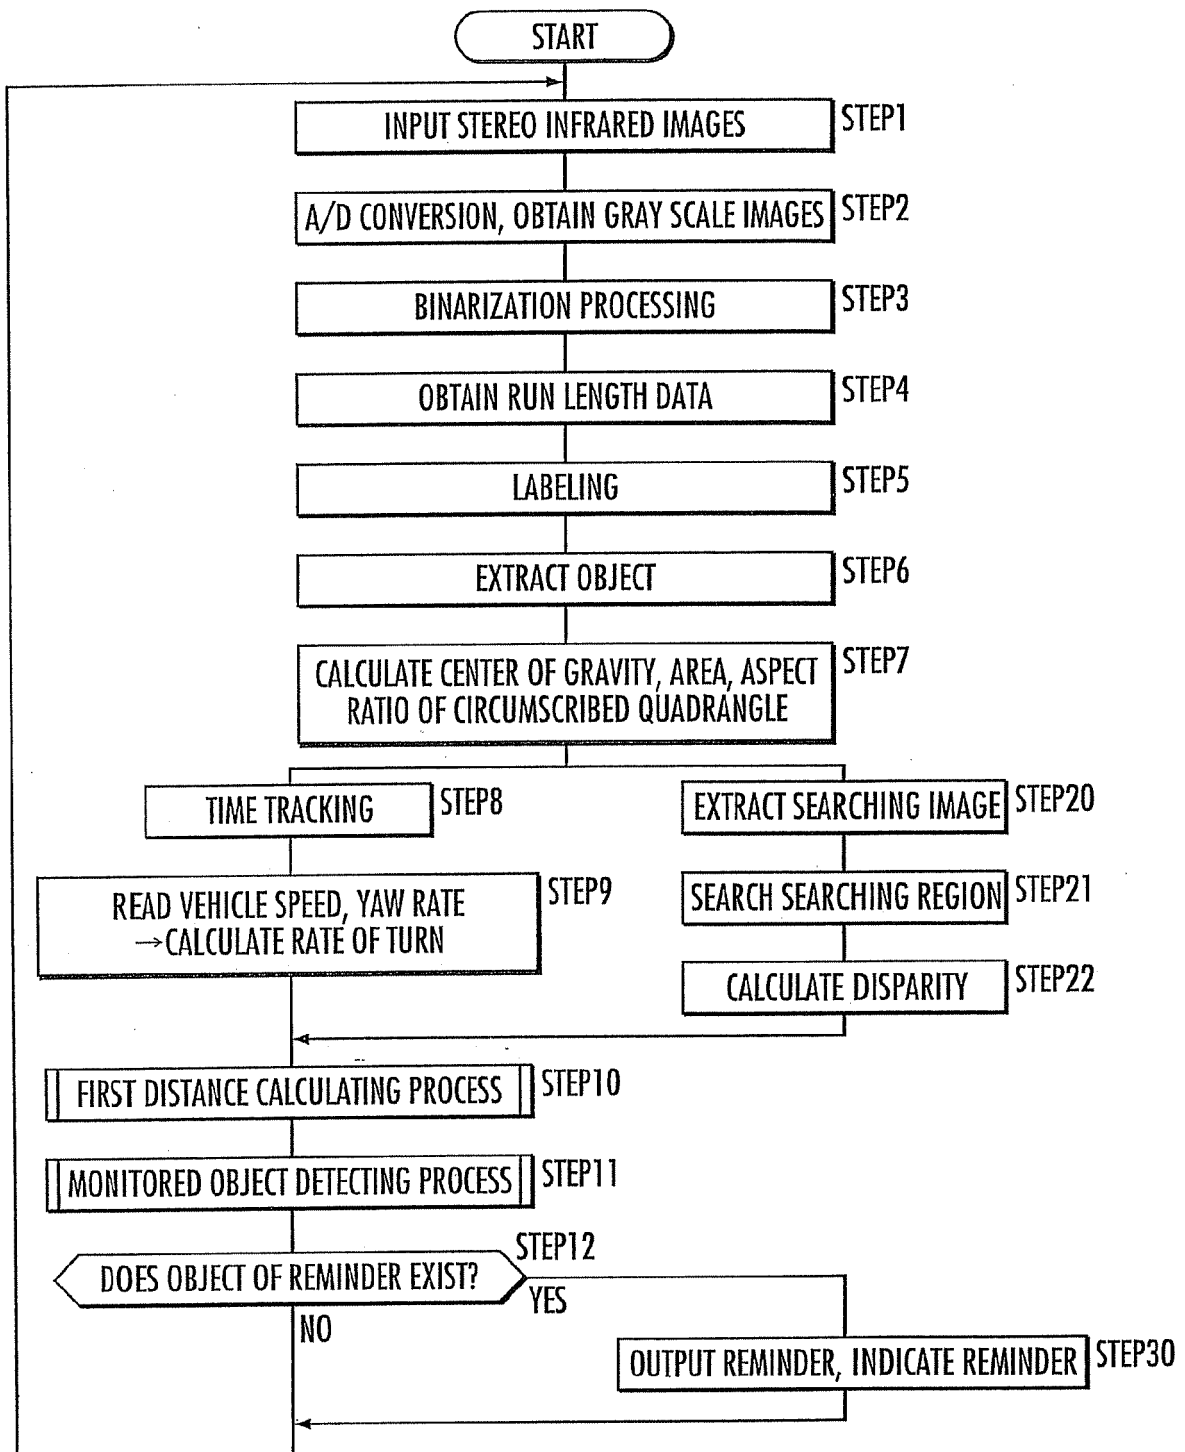 START
INPUT STEREO INFRARED IMAGES
STEP1
A/D CONVERSION, OBTAIN GRAY SCALE IMAGES
STEP2
BINARIZATION PROCESSING
STEP3
OBTAIN RUN LENGTH DATA
STEP4
LABELING
STEP5
EXTRACT OBJECT
STEP6
CALCULATE CENTER OF GRAVITY, AREA, ASPECT
RATIO OF CIRCUMSCRIBED QUADRANGLE
STEP7
TIME TRACKING
STEP8
READ VEHICLE SPEED, YAW RATE
→CALCULATE RATE OF TURN
STEP9
EXTRACT SEARCHING IMAGE
STEP20
SEARCH SEARCHING REGION
STEP21
CALCULATE DISPARITY
STEP22
FIRST DISTANCE CALCULATING PROCESS
STEP10
MONITORED OBJECT DETECTING PROCESS
STEP11
DOES OBJECT OF REMINDER EXIST?
STEP12
YES
NO
OUTPUT REMINDER, INDICATE REMINDER
STEP30